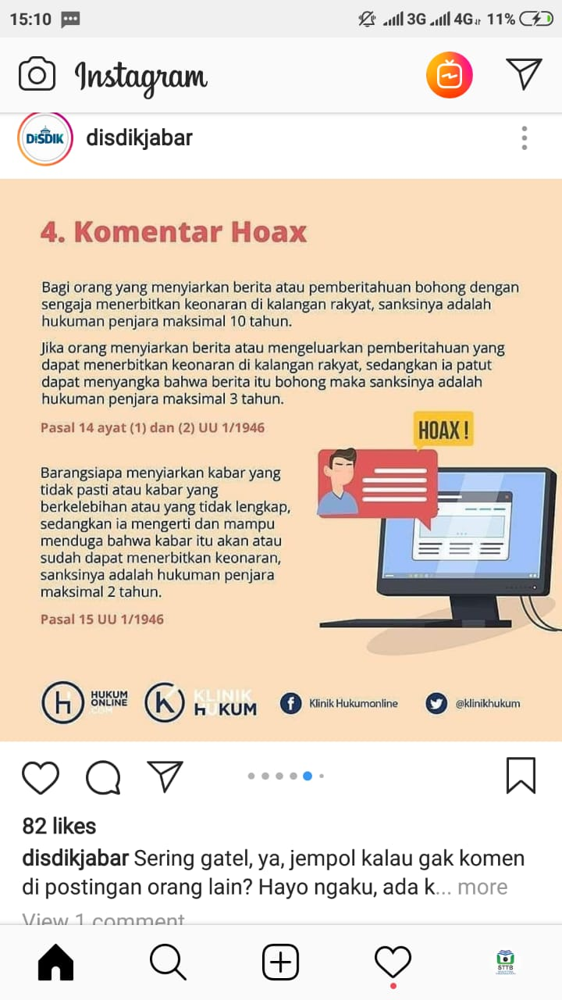 15:10
3G
4G
11%
Instagram
DiSDIK
disdikjabar
4. Komentar Hoax
Bagi orang yang menyiarkan berita atau pemberitahuan bohong dengan
sengaja menerbitkan keonaran di kalangan rakyat, sanksinya adalah
hukuman penjara maksimal 10 tahun.
Jika orang menyiarkan berita atau mengeluarkan pemberitahuan yang
dapat menerbitkan keonaran di kalangan rakyat, sedangkan ia patut
dapat menyangka bahwa berita itu bohong maka sanksinya adalah
hukuman penjara maksimal 3 tahun.
Pasal 14 ayat (1) dan (2) UU 1/1946
HOAX !
Barangsiapa menyiarkan kabar yang
tidak pasti atau kabar yang
berkelebihan atau yang tidak lengkap,
sedangkan ia mengerti dan mampu
menduga bahwa kabar itu akan atau
sudah dapat menerbitkan keonaran,
sanksinya adalah hukuman penjara
maksimal 2 tahun.
Pasal 15 UU 1/1946
H HUKUM
ONLINE
.COM
K KLINIK
HUKUM
Klinik Hukumonline
@klinikhukum
82 likes
disdikjabar Sering gatel, ya, jempol kalau gak komen
di postingan orang lain? Hayo ngaku, ada k... more
View 1 comment
STTB